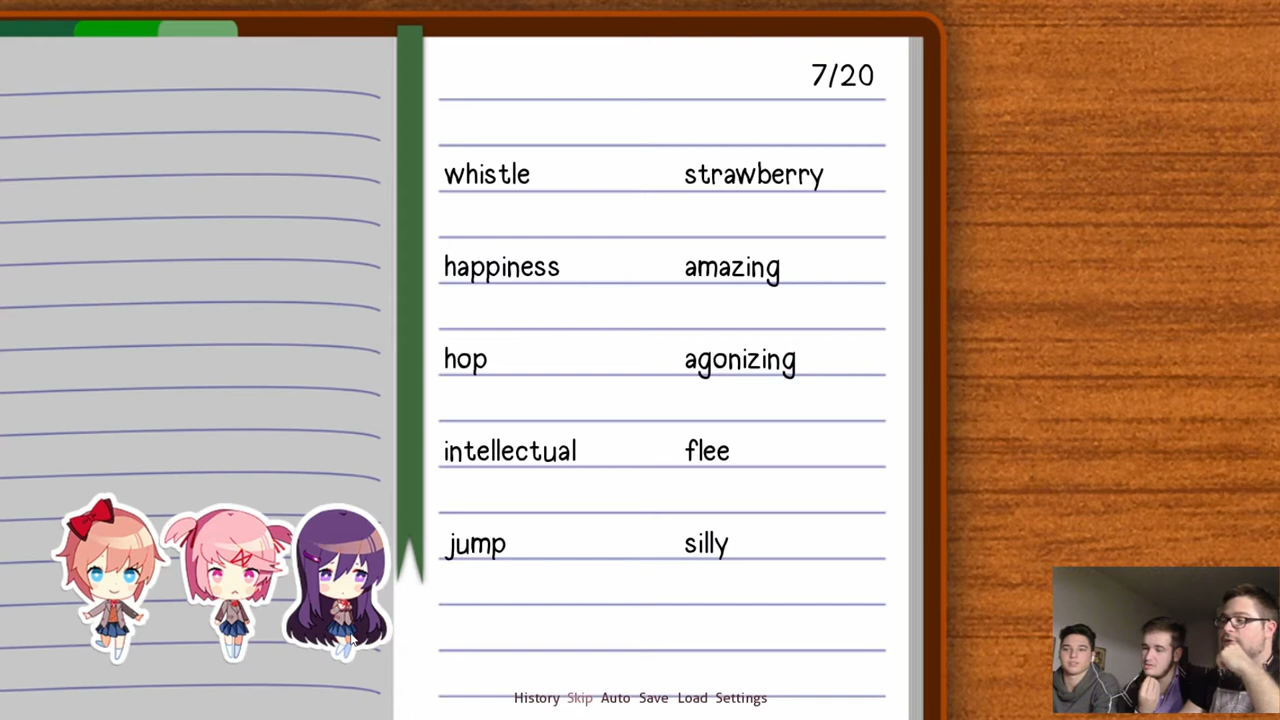 7/20
whistle strawberry
happiness amazing
hop agonizing
intellectual flee
jump silly
History Skip Auto Save Load Settings